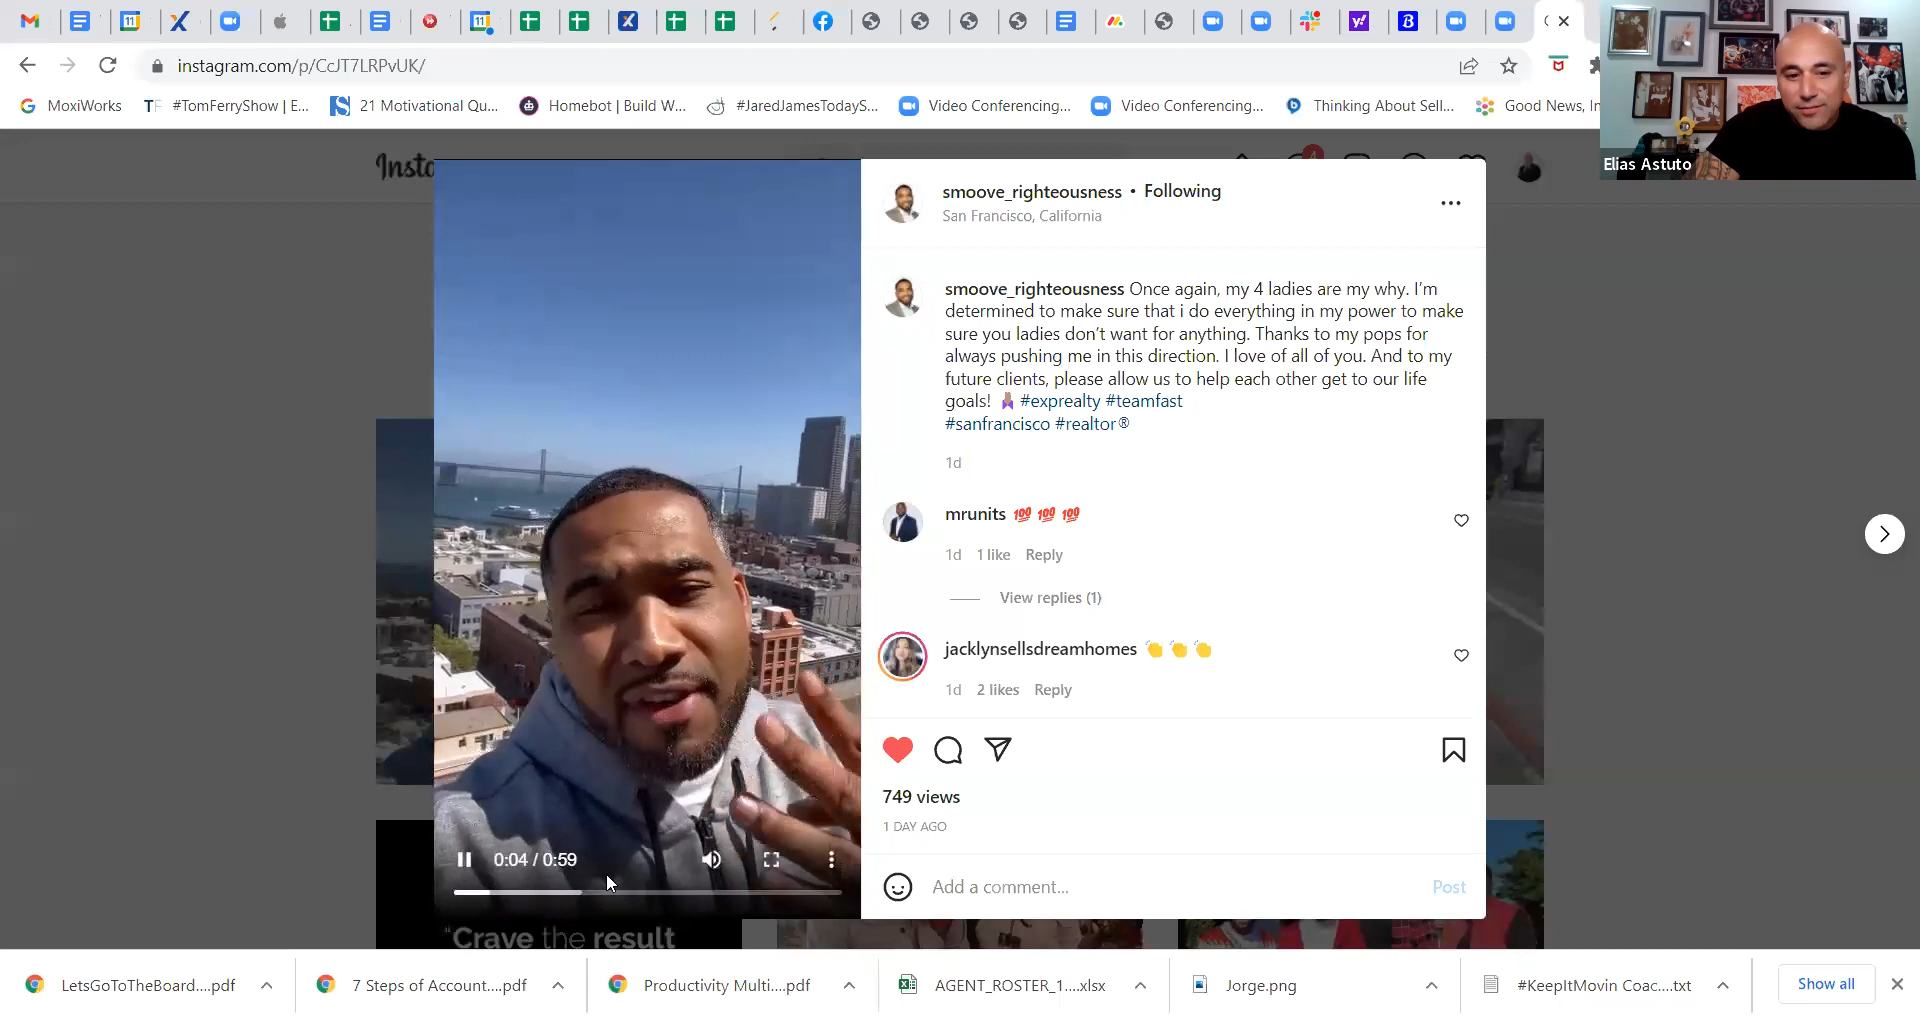 instagram.com/p/CcJT7LRPvUK/
MoxiWorks
#TomFerryShow | E...
21 Motivational Qu...
Homebot | Build W...
#JaredJamesTodayS...
Video Conferencing...
Video Conferencing...
Thinking About Sell...
Good News, In
Elias Astuto
Insta
smoove_righteousness • Following
San Francisco, California
smoove_righteousness Once again, my 4 ladies are my why. I'm
determined to make sure that i do everything in my power to make
sure you ladies don't want for anything. Thanks to my pops for
always pushing me in this direction. I love of all of you. And to my
future clients, please allow us to help each other get to our life
goals! #exprealty #teamfast
#sanfrancisco #realtor®
1d
mrunits 💯 💯 💯
1d 1 like Reply
View replies (1)
jacklynsellsdreamhomes 👏 👏 👏
1d 2 likes Reply
749 views
1 DAY AGO
Add a comment... Post
0:04 / 0:59
"Crave the result
LetsGoToTheBoard....pdf
7 Steps of Account....pdf
Productivity Multi....pdf
AGENT_ROSTER_1....xlsx
Jorge.png
#KeepItMovin Coac....txt
Show all